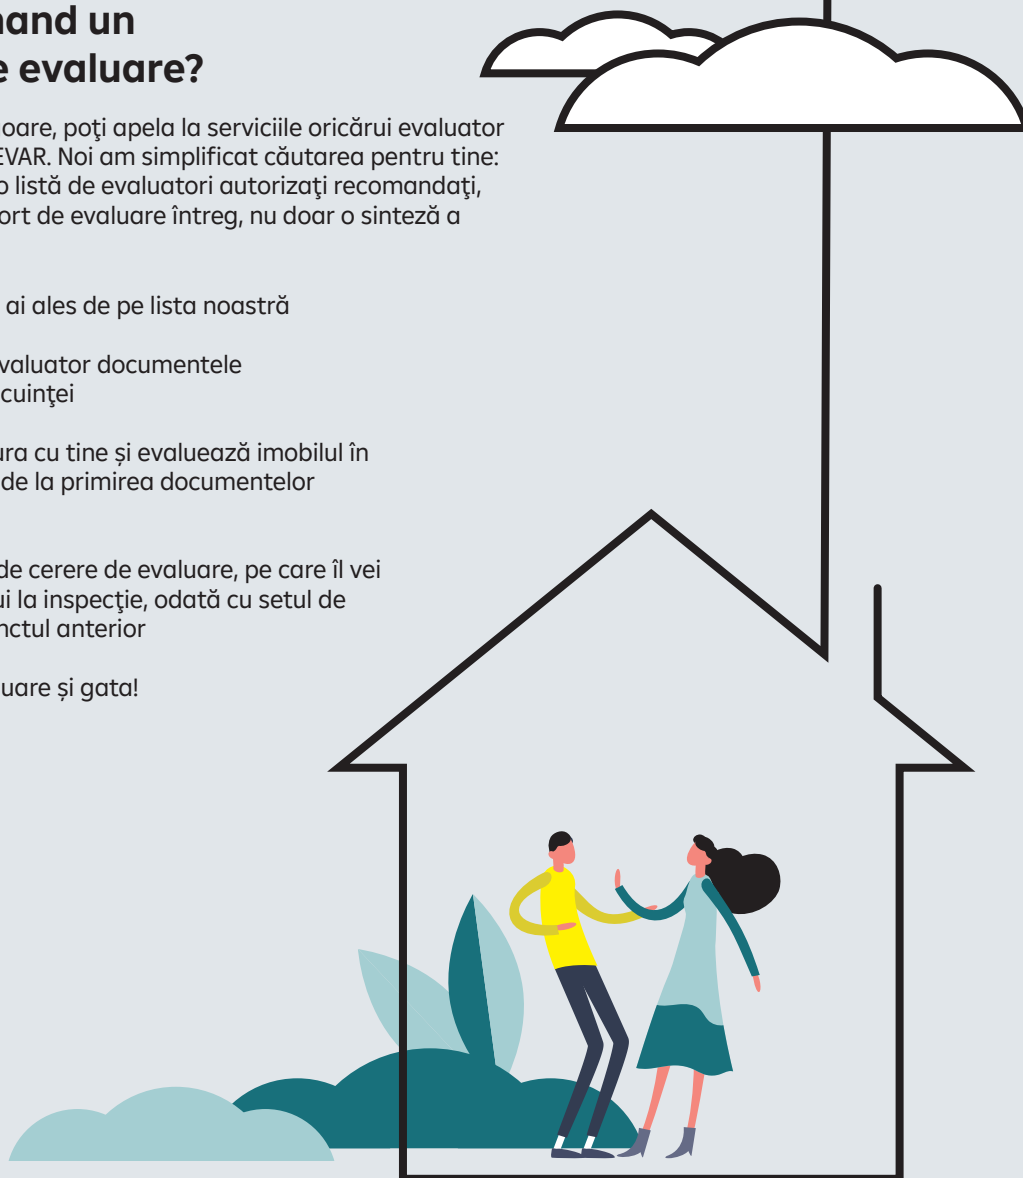 mand un
e evaluare?
oare, poţi apela la serviciile oricărui evaluator
EVAR. Noi am simplificat căutarea pentru tine:
o listă de evaluatori autorizaţi recomandaţi,
ort de evaluare întreg, nu doar o sinteză a
ai ales de pe lista noastră
valuator documentele
cuinţei
ura cu tine și evaluează imobilul în
de la primirea documentelor
de cerere de evaluare, pe care îl vei
ui la inspecţie, odată cu setul de
nctul anterior
uare și gata!